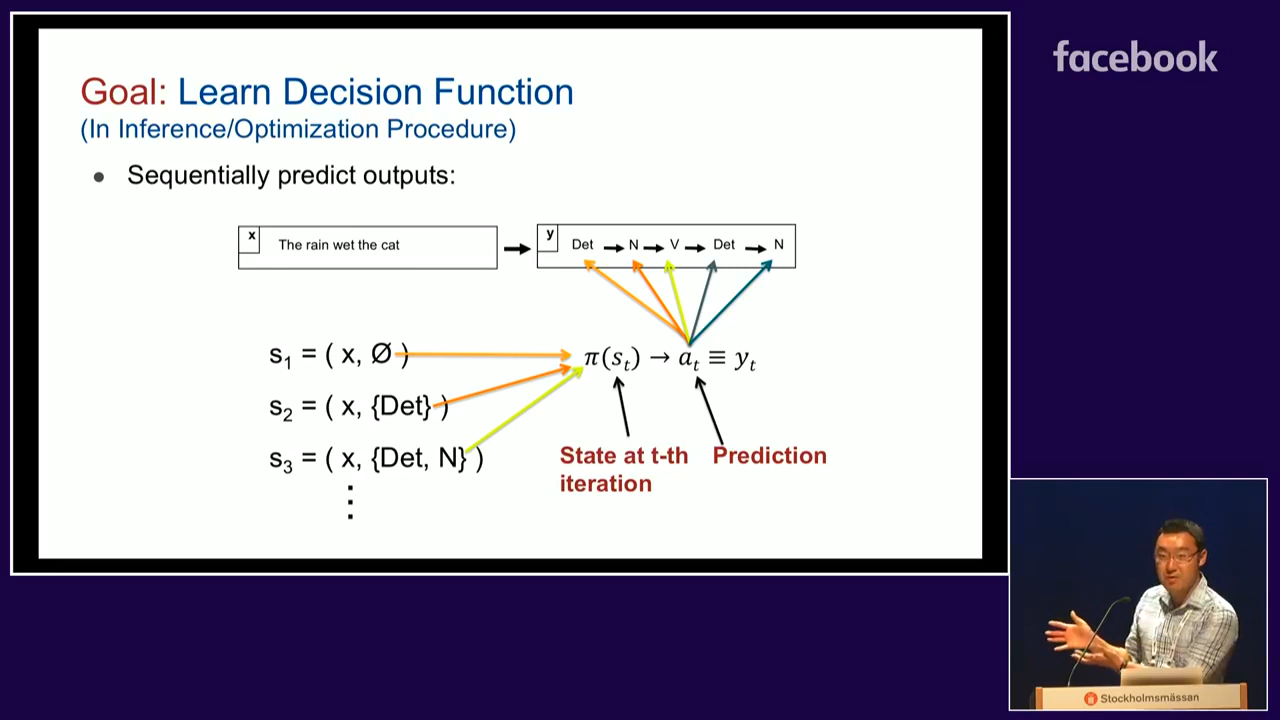 facebook
Goal: Learn Decision Function
(In Inference/Optimization Procedure)
● Sequentially predict outputs:
x The rain wet the cat
y Det N V Det N
s₁ = ( x, Ø )
π(sₜ) → aₜ ≡ yₜ
s₂ = ( x, {Det} )
s₃ = ( x, {Det, N} )
State at t-th iteration
Prediction
Stockholmsmässan